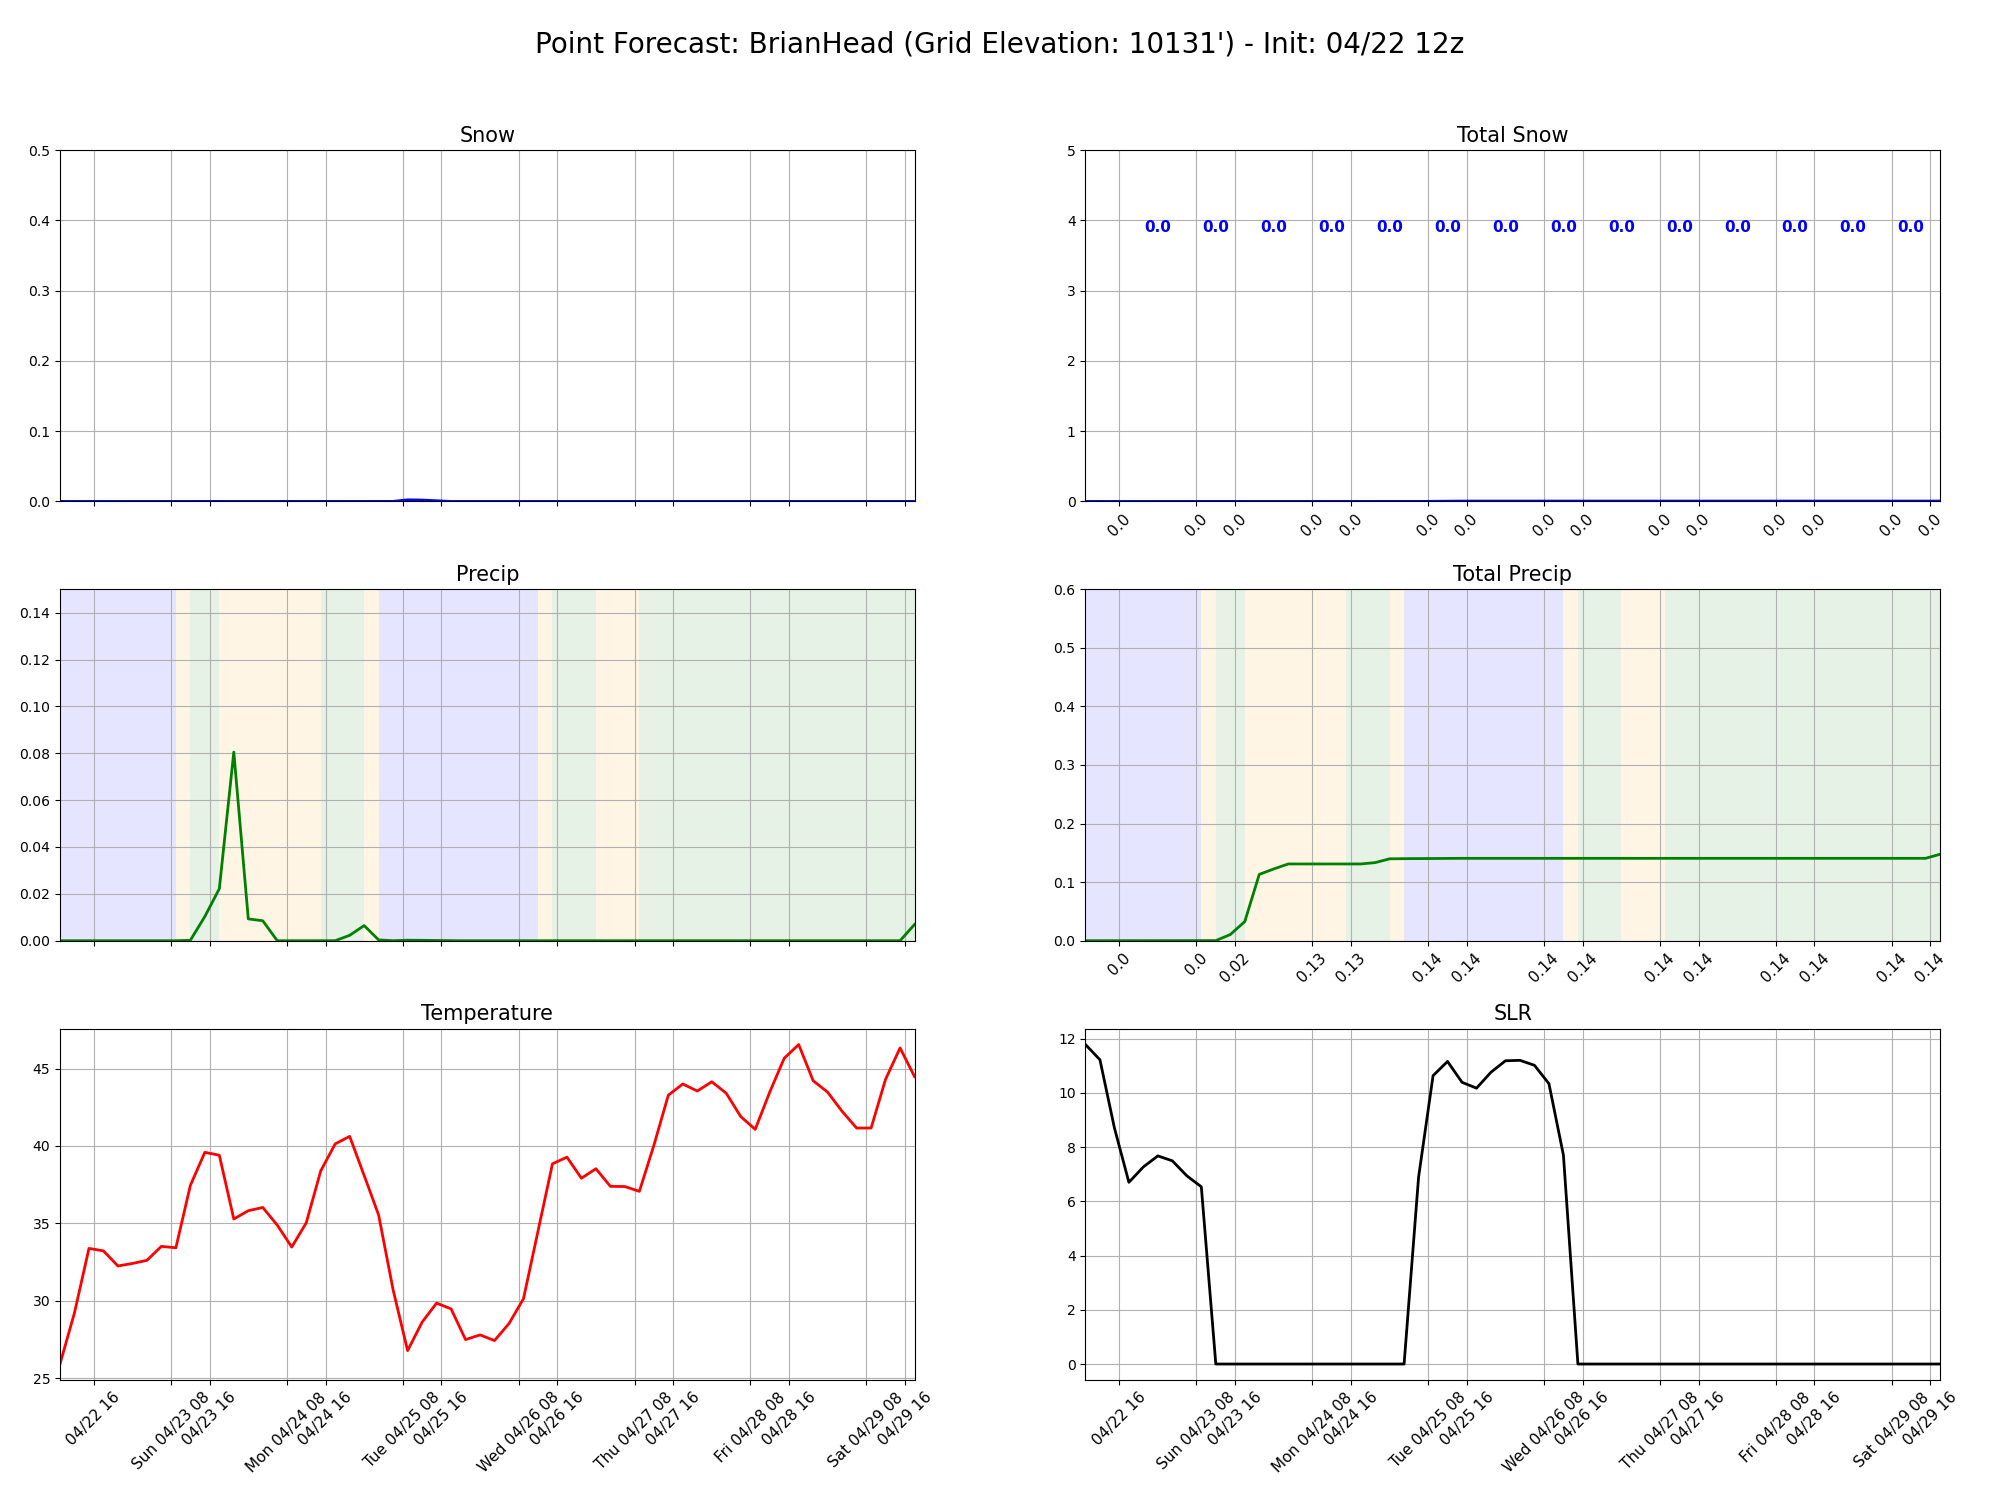 Point Forecast: BrianHead (Grid Elevation: 10131') - Init: 04/22 12z
Snow
0.5
0.4
0.3
0.2
0.1
0.0
Total Snow
5
4
3
2
1
0
0.0 0.0 0.0 0.0 0.0 0.0 0.0 0.0 0.0 0.0 0.0 0.0 0.0 0.0
0.0 0.0 0.0 0.0 0.0 0.0 0.0 0.0 0.0 0.0 0.0 0.0 0.0 0.0 0.0
Precip
0.14
0.12
0.10
0.08
0.06
0.04
0.02
0.00
Total Precip
0.6
0.5
0.4
0.3
0.2
0.1
0.0
0.0 0.0 0.02 0.13 0.13 0.14 0.14 0.14 0.14 0.14 0.14 0.14 0.14 0.14 0.14
Temperature
45
40
35
30
25
04/22 16
Sun 04/23 08
04/23 16
Mon 04/24 08
04/24 16
Tue 04/25 08
04/25 16
Wed 04/26 08
04/26 16
Thu 04/27 08
04/27 16
Fri 04/28 08
04/28 16
Sat 04/29 08
04/29 16
SLR
12
10
8
6
4
2
0
04/22 16
Sun 04/23 08
04/23 16
Mon 04/24 08
04/24 16
Tue 04/25 08
04/25 16
Wed 04/26 08
04/26 16
Thu 04/27 08
04/27 16
Fri 04/28 08
04/28 16
Sat 04/29 08
04/29 16